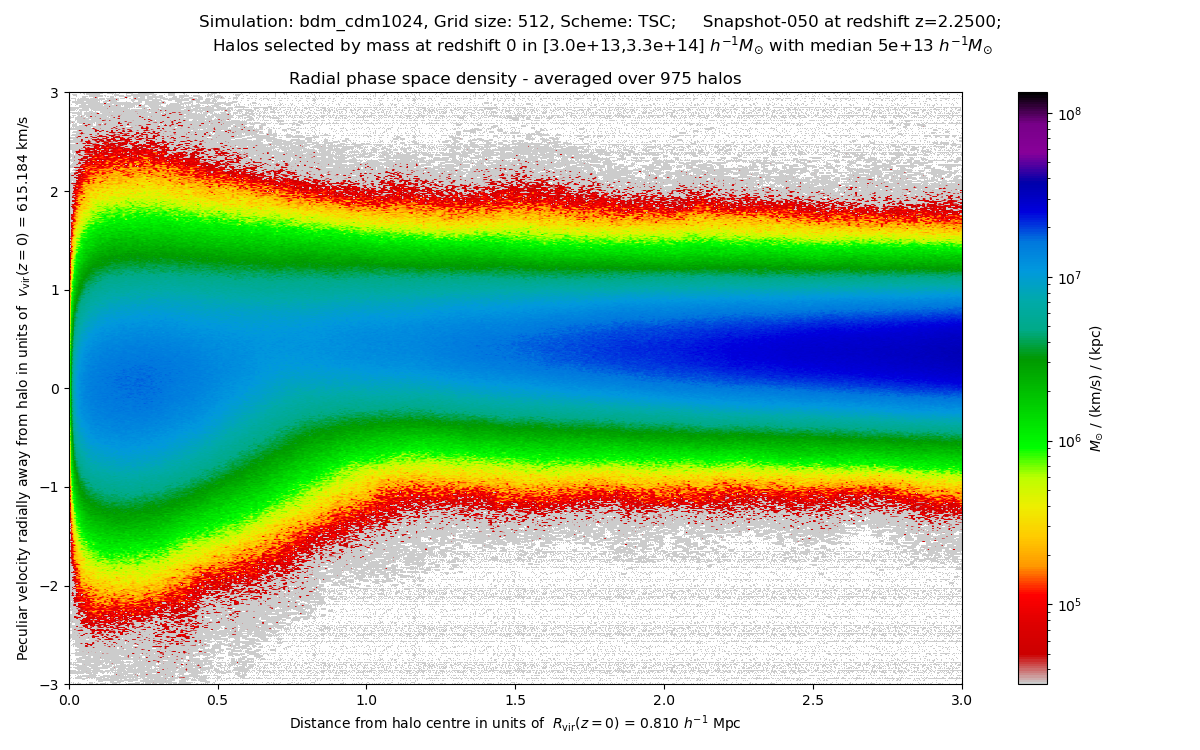 Simulation: bdm_cdm1024, Grid size: 512, Scheme: TSC; Snapshot-050 at redshift z=2.2500;
Halos selected by mass at redshift 0 in [3.0e+13,3.3e+14] h⁻¹M⊙ with median 5e+13 h⁻¹M⊙
Radial phase space density - averaged over 975 halos
Peculiar velocity radially away from halo in units of v_vir(z = 0) = 615.184 km/s
3
2
1
0
−1
−2
−3
0.0 0.5 1.0 1.5 2.0 2.5 3.0
Distance from halo centre in units of R_vir(z = 0) = 0.810 h⁻¹ Mpc
10⁸
10⁷
10⁶
10⁵
M⊙ / (km/s) / (kpc)